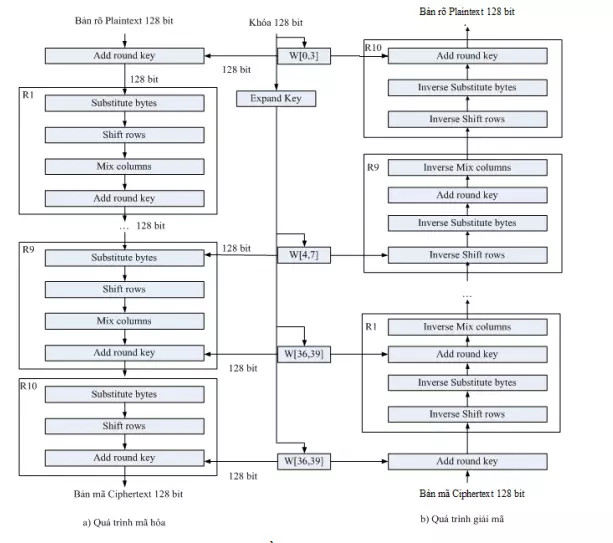 Bản rõ Plaintext 128 bit
Add round key
128 bit
R1
Substitute bytes
Shift rows
Mix columns
Add round key
... 128 bit
R9
Substitute bytes
Shift rows
Mix columns
Add round key
R10
Substitute bytes
Shift rows
Add round key
Bản mã Ciphertext 128 bit
a) Quá trình mã hóa
Khóa 128 bit
W[0,3]
128 bit
Expand Key
128 bit
W[4,7]
W[36,39]
128 bit
W[36,39]
128 bit
Bản rõ Plaintext 128 bit
R10
Add round key
Inverse Substitute bytes
Inverse Shift rows
R9
Inverse Mix columns
Add round key
Inverse Substitute bytes
Inverse Shift rows
...
R1
Inverse Mix columns
Add round key
Inverse Substitute bytes
Inverse Shift rows
Add round key
Bản mã Ciphertext 128 bit
b) Quá trình giải mã